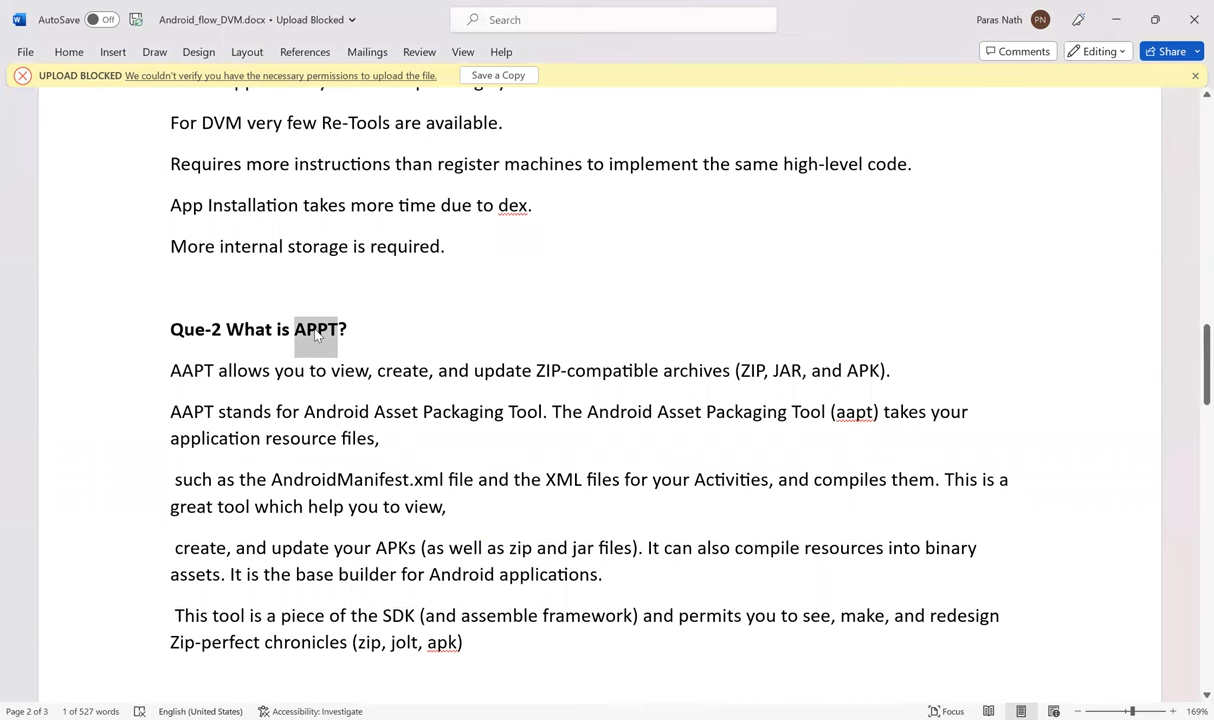 AutoSave Off Android_flow_DVM.docx • Upload Blocked Search Paras Nath PN
File Home Insert Draw Design Layout References Mailings Review View Help Comments Editing Share
UPLOAD BLOCKED We couldn't verify you have the necessary permissions to upload the file. Save a Copy
For DVM very few Re-Tools are available.
Requires more instructions than register machines to implement the same high-level code.
App Installation takes more time due to dex.
More internal storage is required.
Que-2 What is APPT?
AAPT allows you to view, create, and update ZIP-compatible archives (ZIP, JAR, and APK).
AAPT stands for Android Asset Packaging Tool. The Android Asset Packaging Tool (aapt) takes your
application resource files,
such as the AndroidManifest.xml file and the XML files for your Activities, and compiles them. This is a
great tool which help you to view,
create, and update your APKs (as well as zip and jar files). It can also compile resources into binary
assets. It is the base builder for Android applications.
This tool is a piece of the SDK (and assemble framework) and permits you to see, make, and redesign
Zip-perfect chronicles (zip, jolt, apk)
Page 2 of 3 1 of 527 words English (United States) Accessibility: Investigate Focus 169%